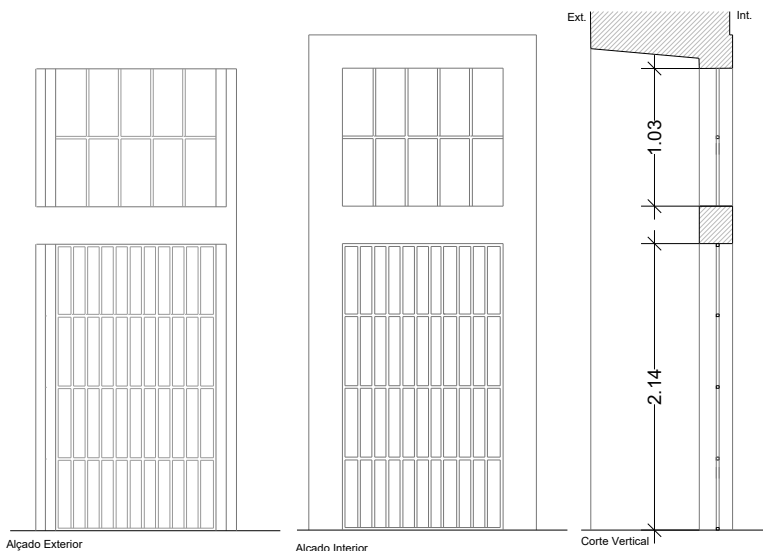 Ext.
Int.
1.03
2.14
Alçado Exterior
Alçado Interior
Corte Vertical